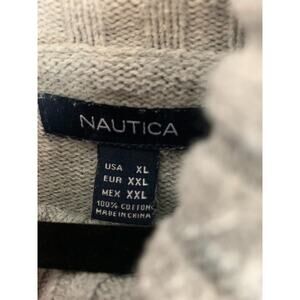 NAUTICA
USA XL
EUR XXL
MEX XXL
100% COTTON
MADE IN CHINA